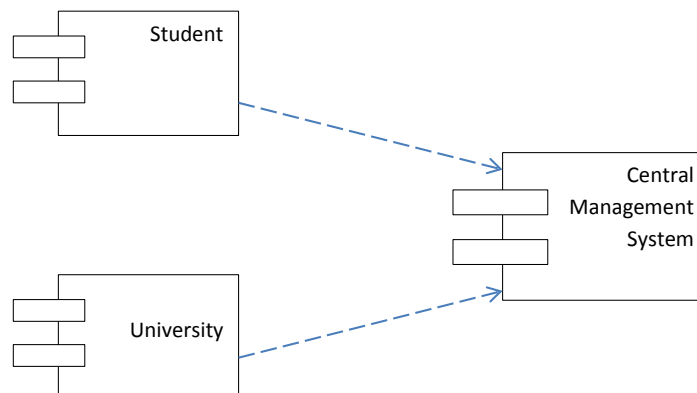 Student
Central
Management
System
University